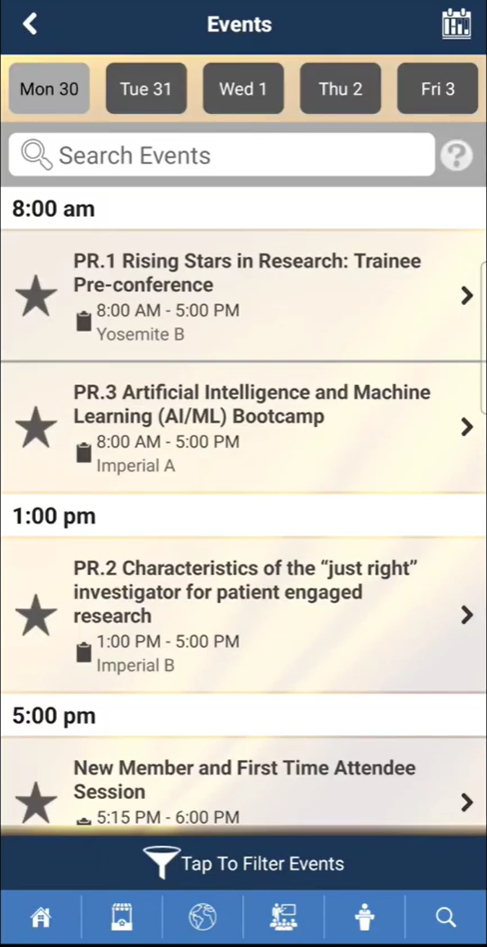 Events
Mon 30
Tue 31
Wed 1
Thu 2
Fri 3
Search Events
?
8:00 am
PR.1 Rising Stars in Research: Trainee
Pre-conference
8:00 AM - 5:00 PM
Yosemite B
PR.3 Artificial Intelligence and Machine
Learning (AI/ML) Bootcamp
8:00 AM - 5:00 PM
Imperial A
1:00 pm
PR.2 Characteristics of the “just right”
investigator for patient engaged
research
1:00 PM - 5:00 PM
Imperial B
5:00 pm
New Member and First Time Attendee
Session
5:15 PM - 6:00 PM
Tap To Filter Events